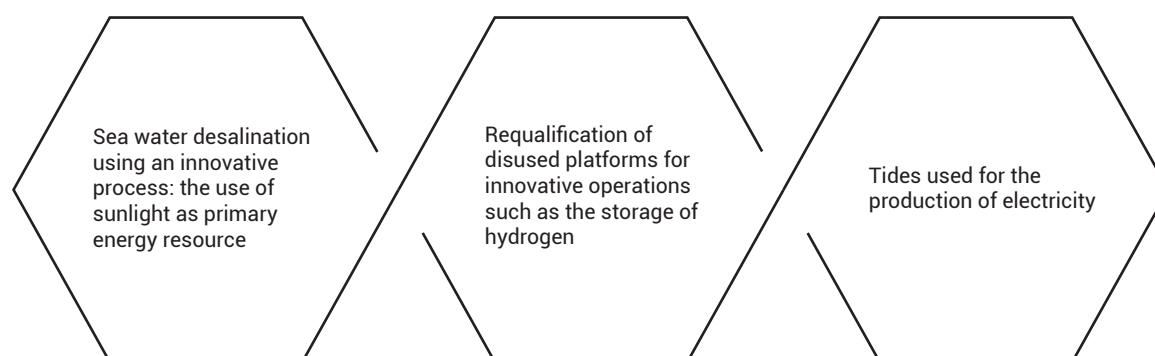 Sea water desalination
using an innovative
process: the use of
sunlight as primary
energy resource
Requalification of
disused platforms for
innovative operations
such as the storage of
hydrogen
Tides used for the
production of electricity